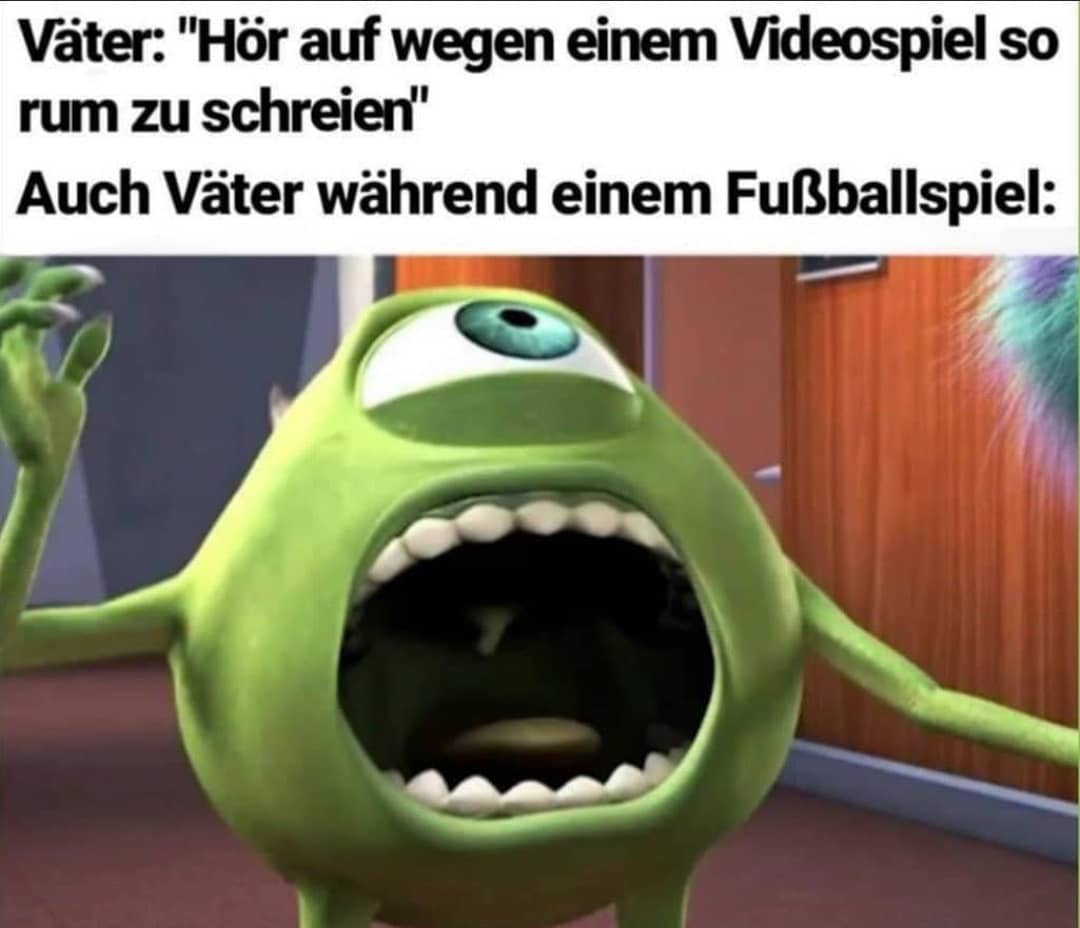 Väter: "Hör auf wegen einem Videospiel so
rum zu schreien"
Auch Väter während einem Fußballspiel: